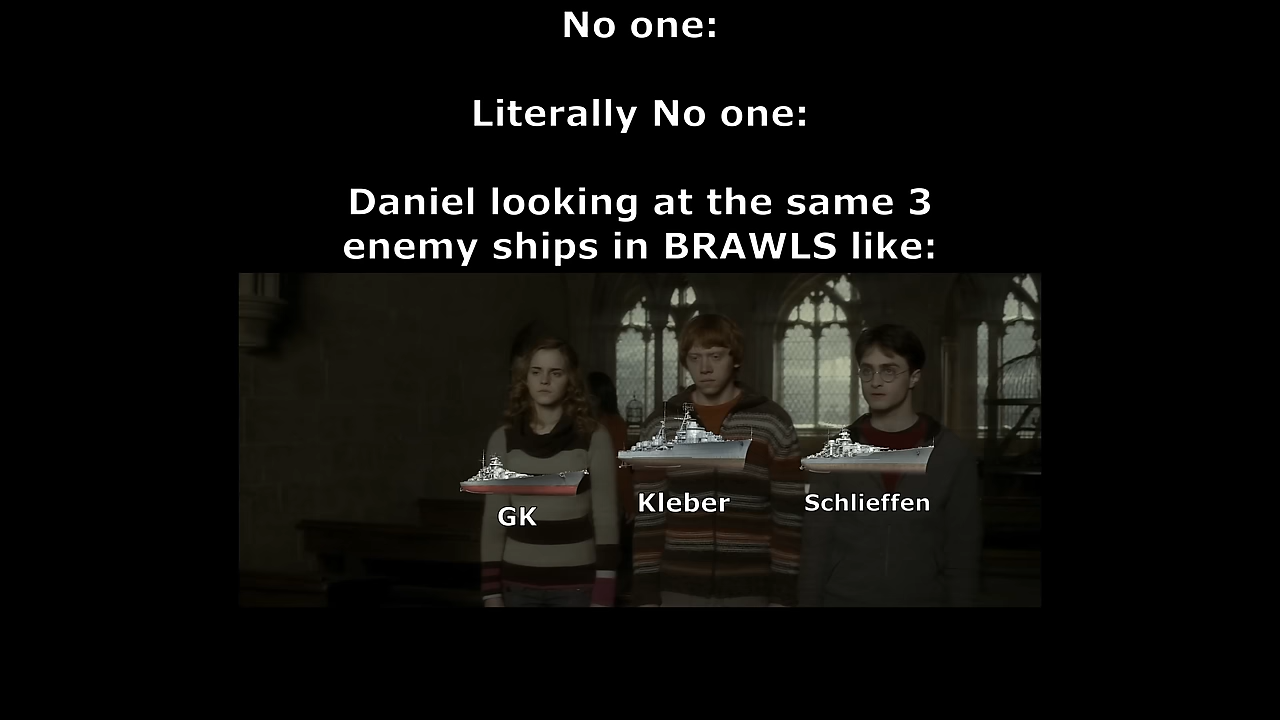 No one:
Literally No one:
Daniel looking at the same 3
enemy ships in BRAWLS like:
GK
Kleber
Schlieffen